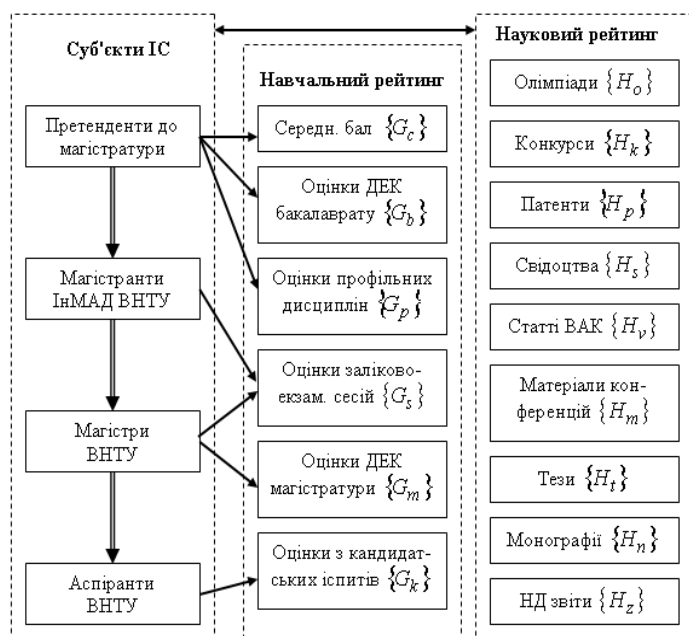 Суб'єкти ІС
Претенденти до
магістратури
Магістранти
ІнМАД ВНТУ
Магістри
ВНТУ
Аспіранти
ВНТУ
Навчальний рейтинг
Середн. бал {G_c}
Оцінки ДЕК
бакалаврату {G_b}
Оцінки профільних
дисциплін {G_p}
Оцінки заліково-
екзам. сесій {G_s}
Оцінки ДЕК
магістратури {G_m}
Оцінки з кандидат-
ських іспитів {G_k}
Науковий рейтинг
Олімпіади {H_o}
Конкурси {H_k}
Патенти {H_p}
Свідоцтва {H_s}
Статті ВАК {H_v}
Матеріали кон-
ференцій {H_m}
Тези {H_t}
Монографії {H_n}
НД звіти {H_z}